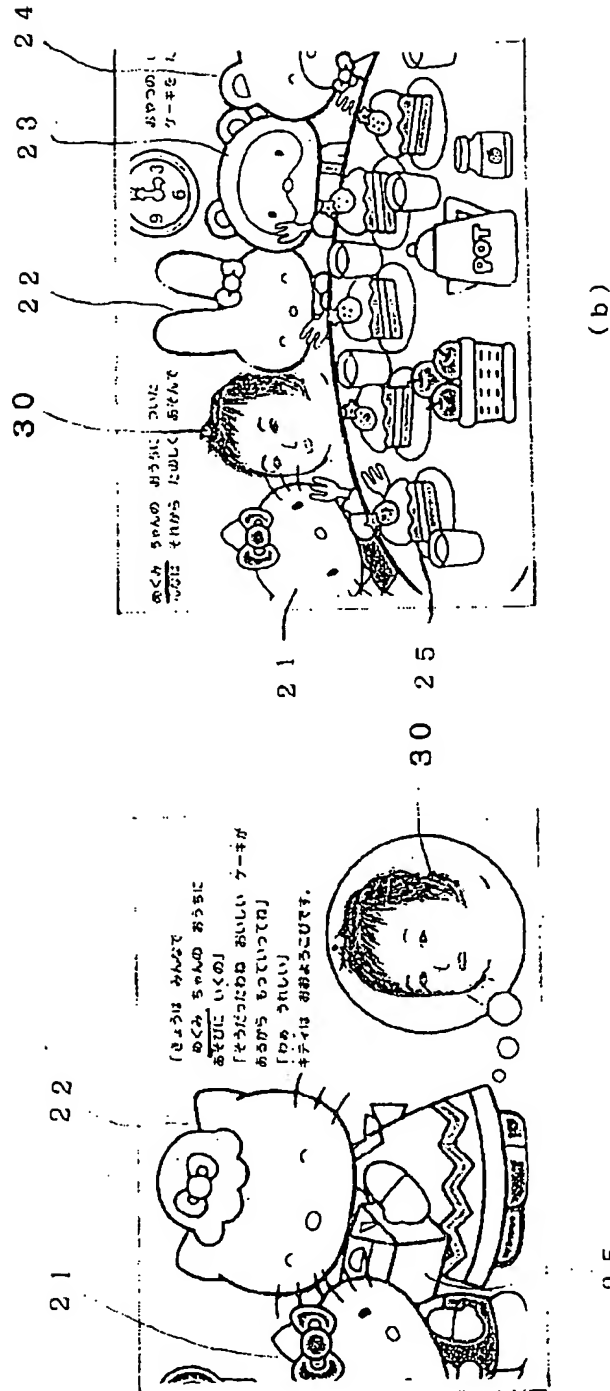 21
22
「きょうは みんなで
めぐみ ちゃんの おうちに
あそびに いくの」
「そうだったわね おいしい ケーキが
あるから もっていってね」
「わぁ うれしい」
キティは おおよろこびです。
30
30
22
23
24
めぐみ ちゃんの おうちに ついた
みんなは それから たのしく あそんで
おやつの
ケーキを
9 3
6
21
25
POT
(b)